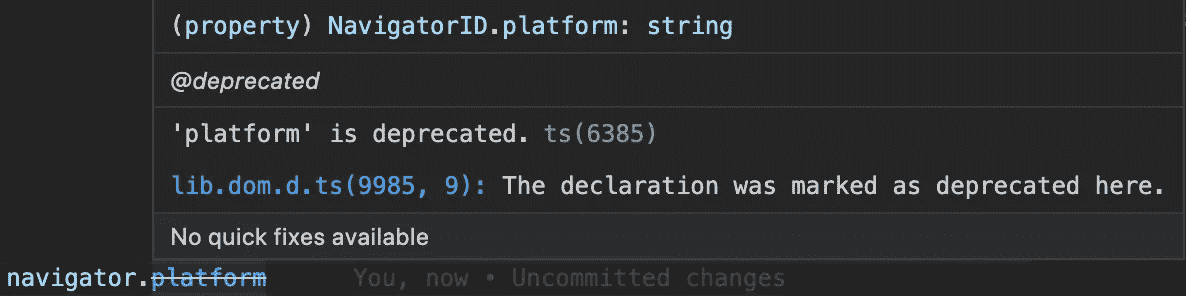 (property) NavigatorID.platform: string
@deprecated
'platform' is deprecated. ts(6385)
lib.dom.d.ts(9985, 9): The declaration was marked as deprecated here.
No quick fixes available
navigator.platform You, now • Uncommitted changes